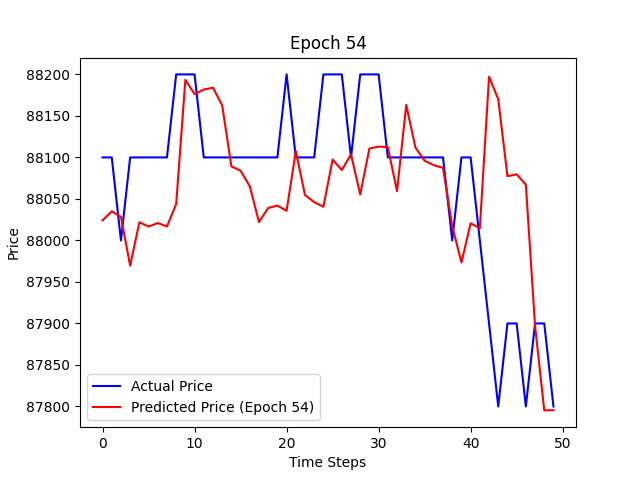 Epoch 54
88200
88150
88100
88050
88000
87950
87900
87850
87800
Price
Actual Price
Predicted Price (Epoch 54)
0 10 20 30 40 50
Time Steps